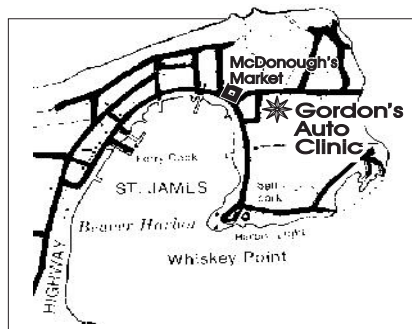 McDonough's
Market
Gordon's
Auto
Clinic
ST. JAMES
Beaver Harbor
Whiskey Point
HIGHWAY